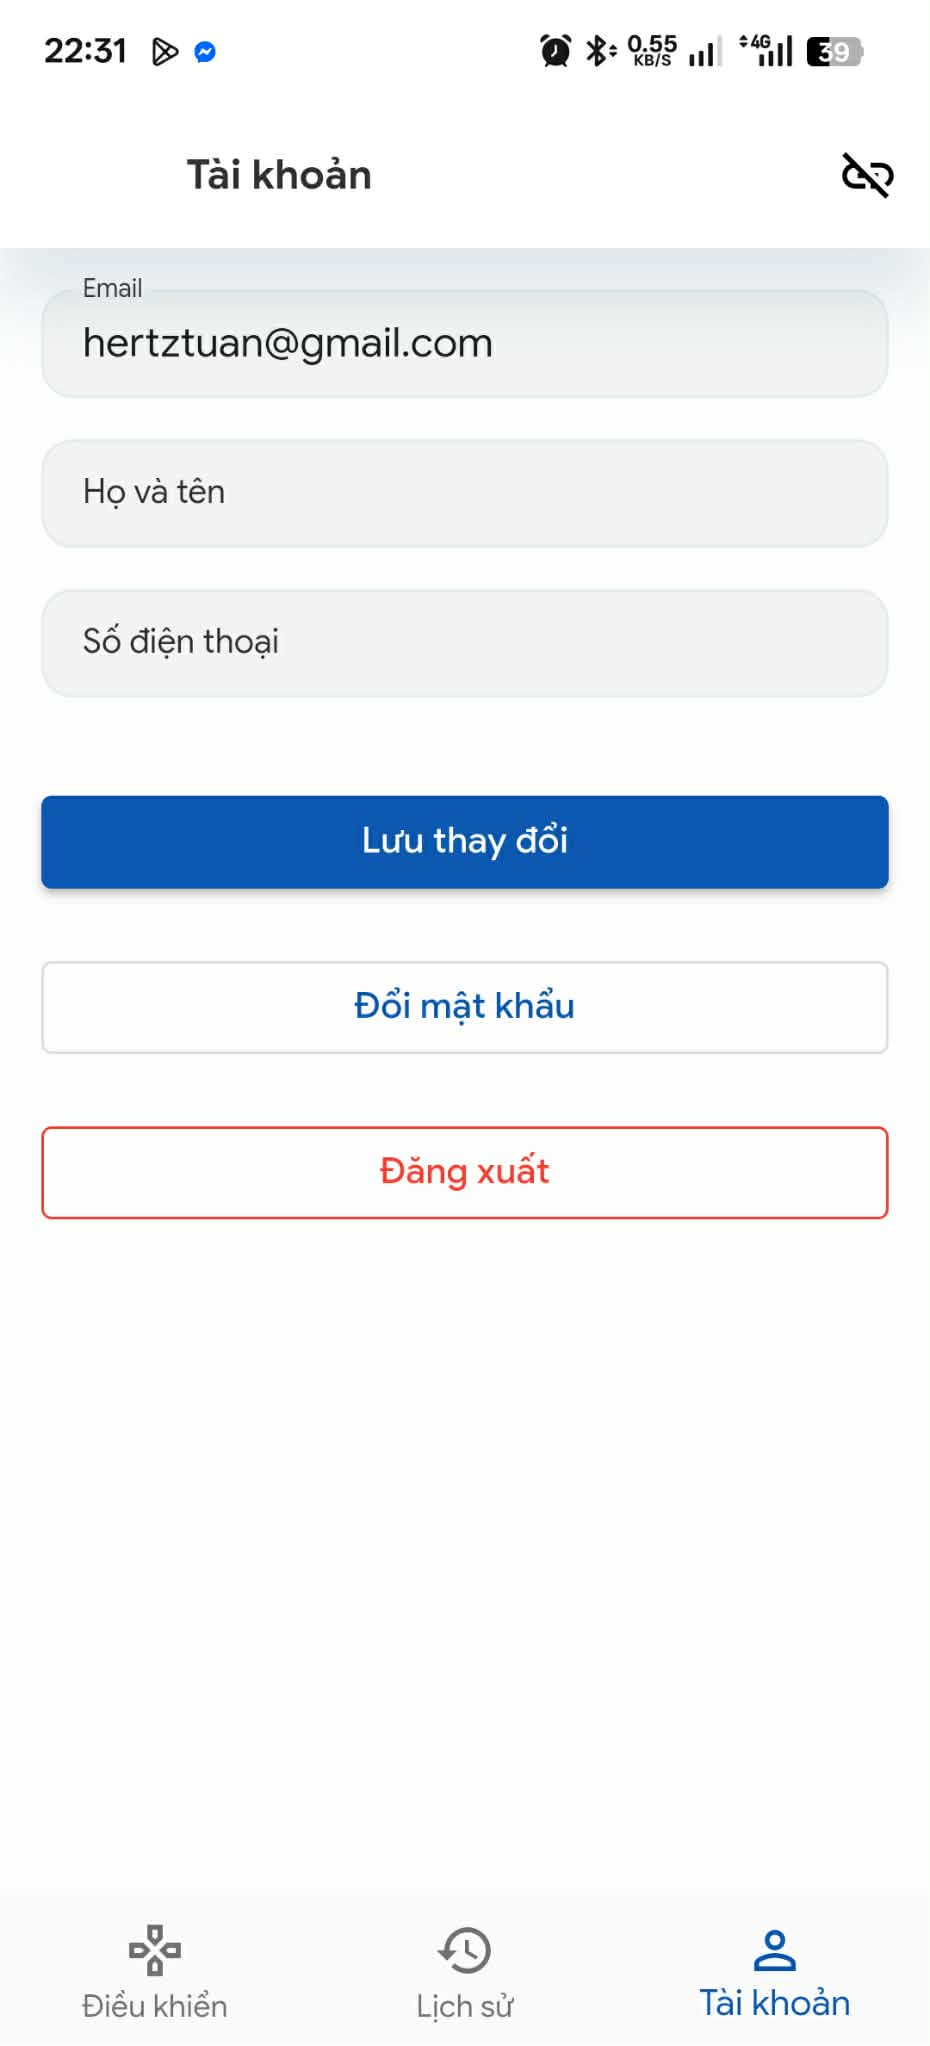 22:31
0.55
KB/S
4G
39
Tài khoản
Email
hertztuan@gmail.com
Họ và tên
Số điện thoại
Lưu thay đổi
Đổi mật khẩu
Đăng xuất
Điều khiển
Lịch sử
Tài khoản